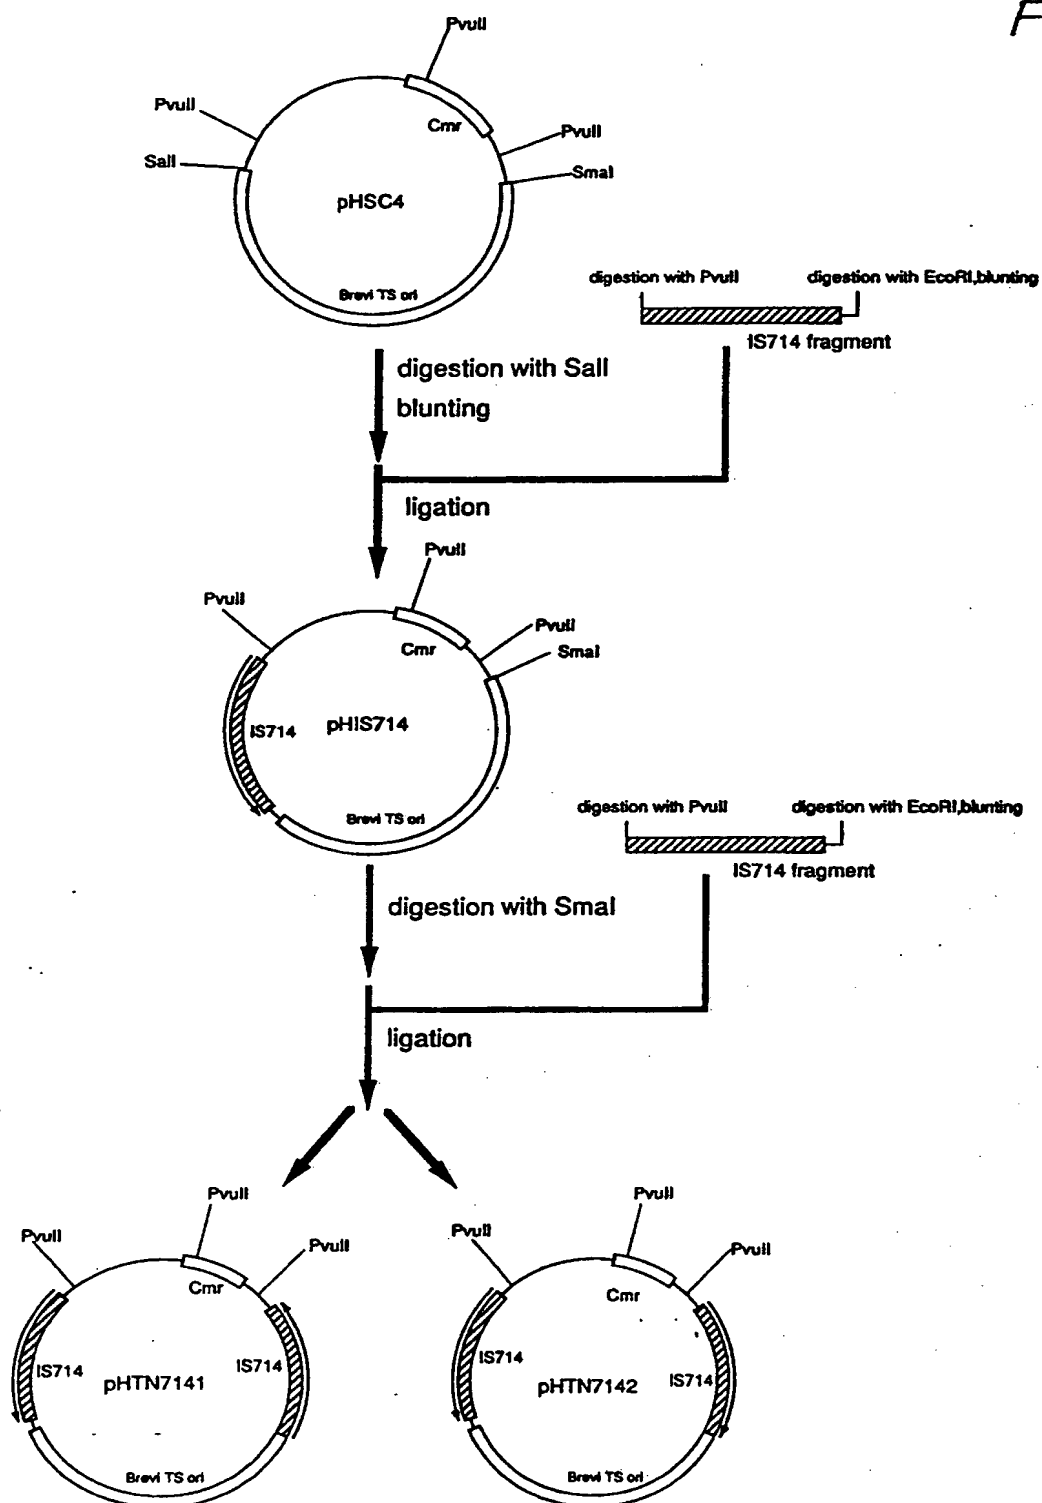 F
PvuII
PvuII
Cmr
PvuII
SalI
SmaI
pHSC4
Brevi TS ori
digestion with PvuII
digestion with EcoRI,blunting
IS714 fragment
digestion with SalI
blunting
ligation
PvuII
PvuII
PvuII
Cmr
SmaI
IS714
pHIS714
Brevi TS ori
digestion with PvuII
digestion with EcoRI,blunting
IS714 fragment
digestion with SmaI
ligation
PvuII
PvuII
PvuII
Cmr
IS714
IS714
pHTN7141
Brevi TS ori
PvuII
PvuII
PvuII
Cmr
IS714
IS714
pHTN7142
Brevi TS ori